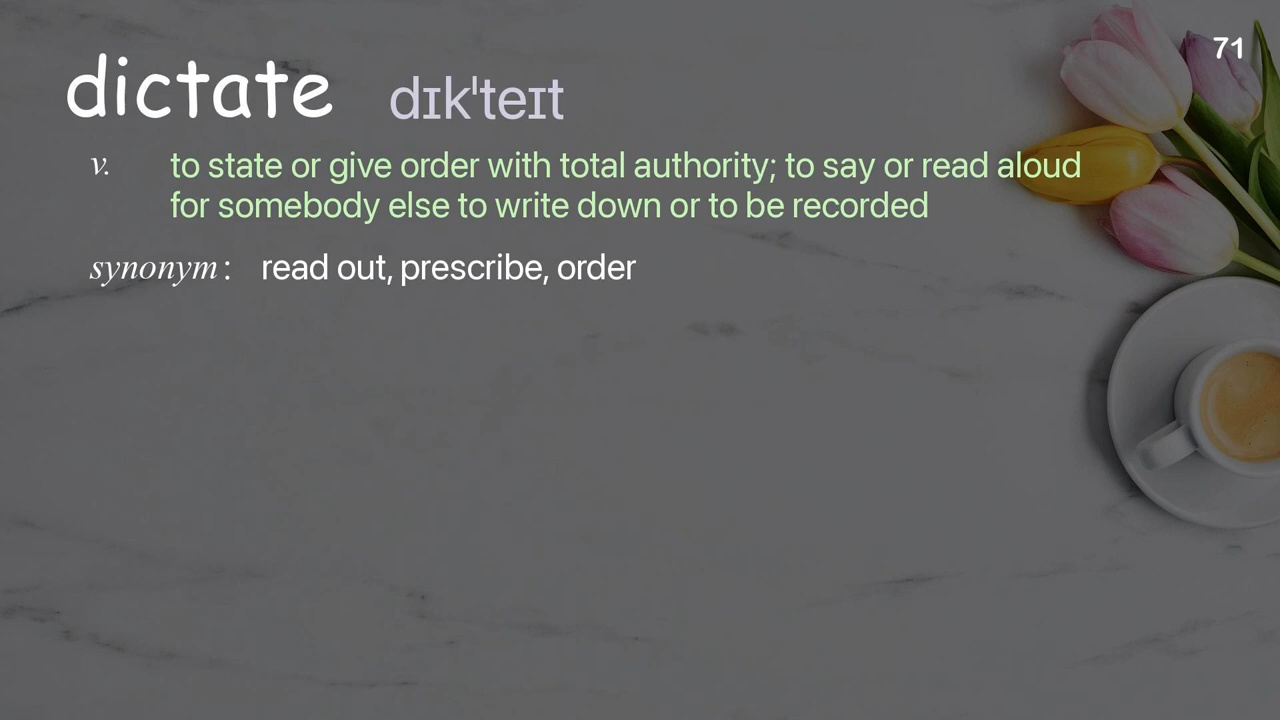 71
dictate dɪkˈteɪt
v. to state or give order with total authority; to say or read aloud
for somebody else to write down or to be recorded
synonym: read out, prescribe, order